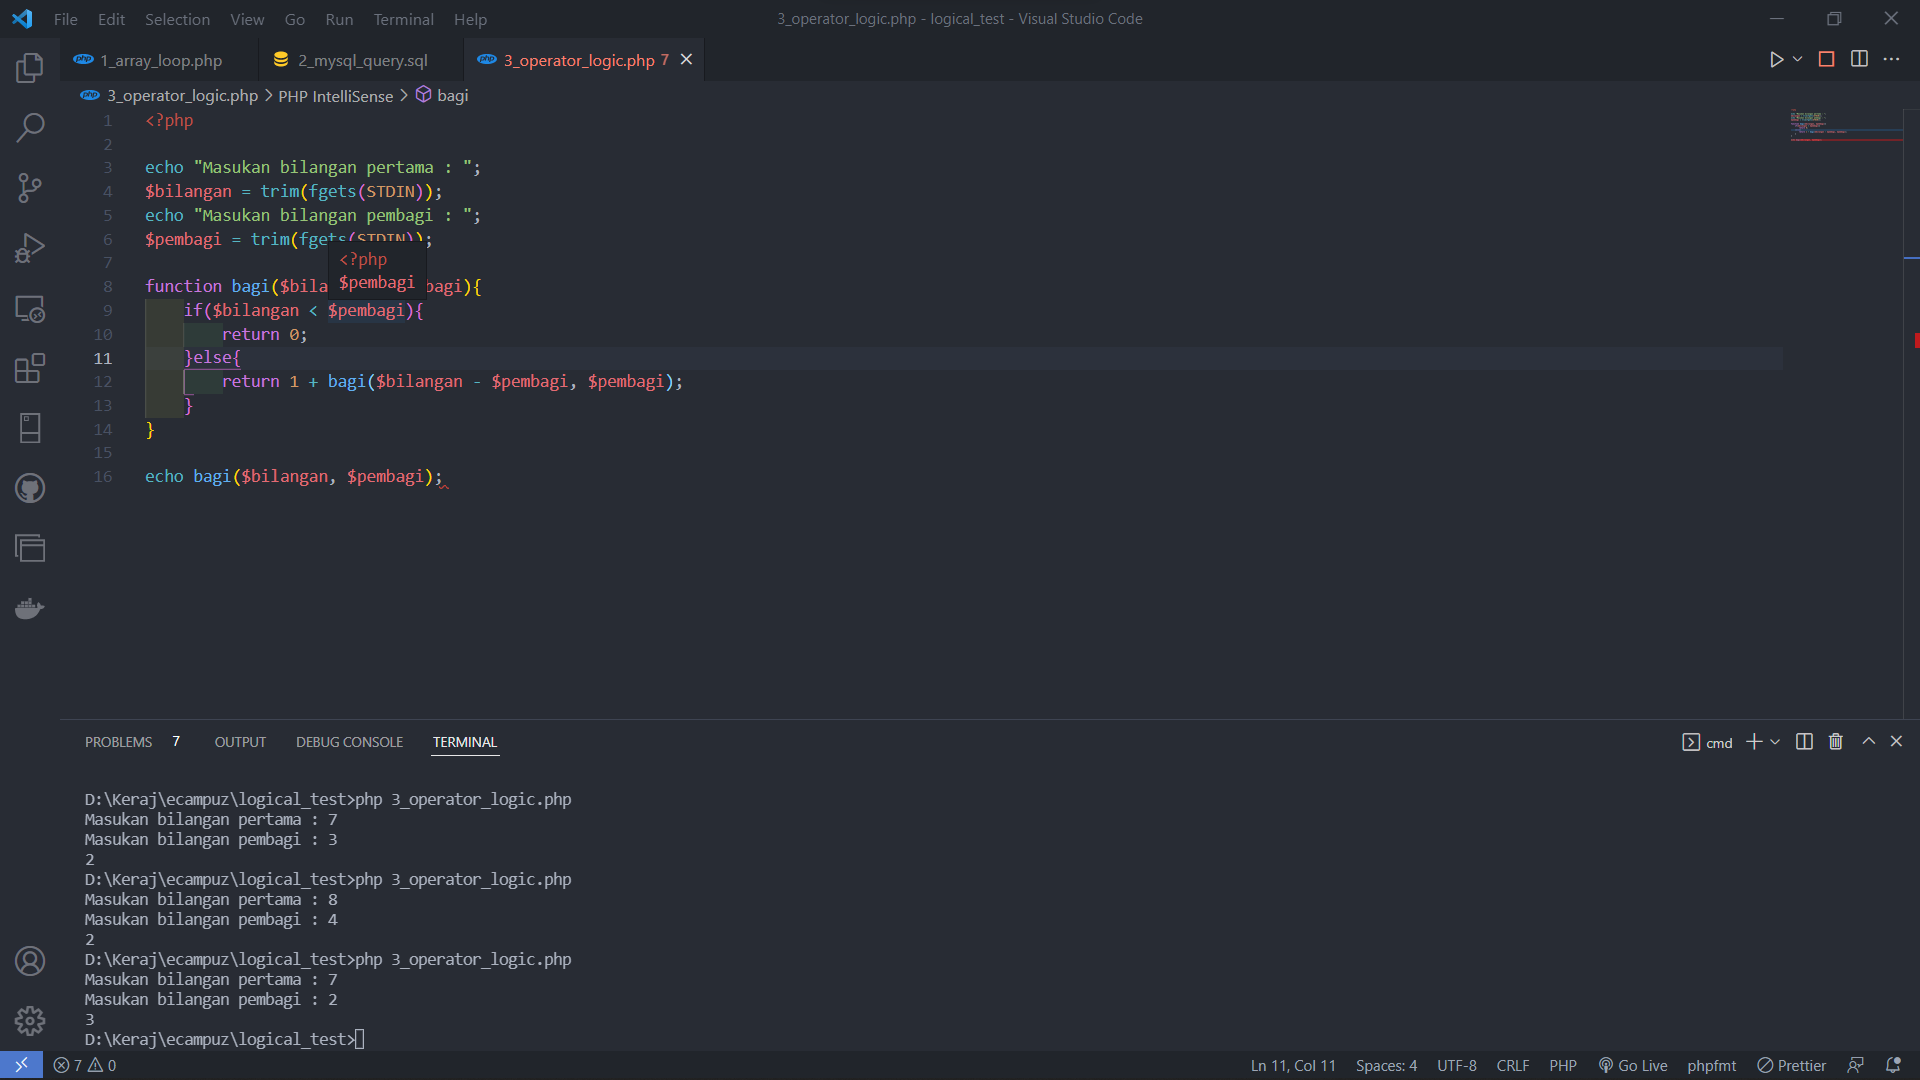 File Edit Selection View Go Run Terminal Help
3_operator_logic.php - logical_test - Visual Studio Code
php 1_array_loop.php
2_mysql_query.sql
php 3_operator_logic.php 7
php 3_operator_logic.php > PHP IntelliSense > bagi
1 <?php
2
3 echo "Masukan bilangan pertama : ";
4 $bilangan = trim(fgets(STDIN));
5 echo "Masukan bilangan pembagi : ";
6 $pembagi = trim(fgets(STDIN));
7
<?php
$pembagi
8 function bagi($bila bagi){
9 if($bilangan < $pembagi){
10 return 0;
11 }else{
12 return 1 + bagi($bilangan - $pembagi, $pembagi);
13 }
14 }
15
16 echo bagi($bilangan, $pembagi);
PROBLEMS 7 OUTPUT DEBUG CONSOLE TERMINAL
cmd
D:\Keraj\ecampuz\logical_test>php 3_operator_logic.php
Masukan bilangan pertama : 7
Masukan bilangan pembagi : 3
2
D:\Keraj\ecampuz\logical_test>php 3_operator_logic.php
Masukan bilangan pertama : 8
Masukan bilangan pembagi : 4
2
D:\Keraj\ecampuz\logical_test>php 3_operator_logic.php
Masukan bilangan pertama : 7
Masukan bilangan pembagi : 2
3
D:\Keraj\ecampuz\logical_test>
7 0
Ln 11, Col 11 Spaces: 4 UTF-8 CRLF PHP Go Live phpfmt Prettier